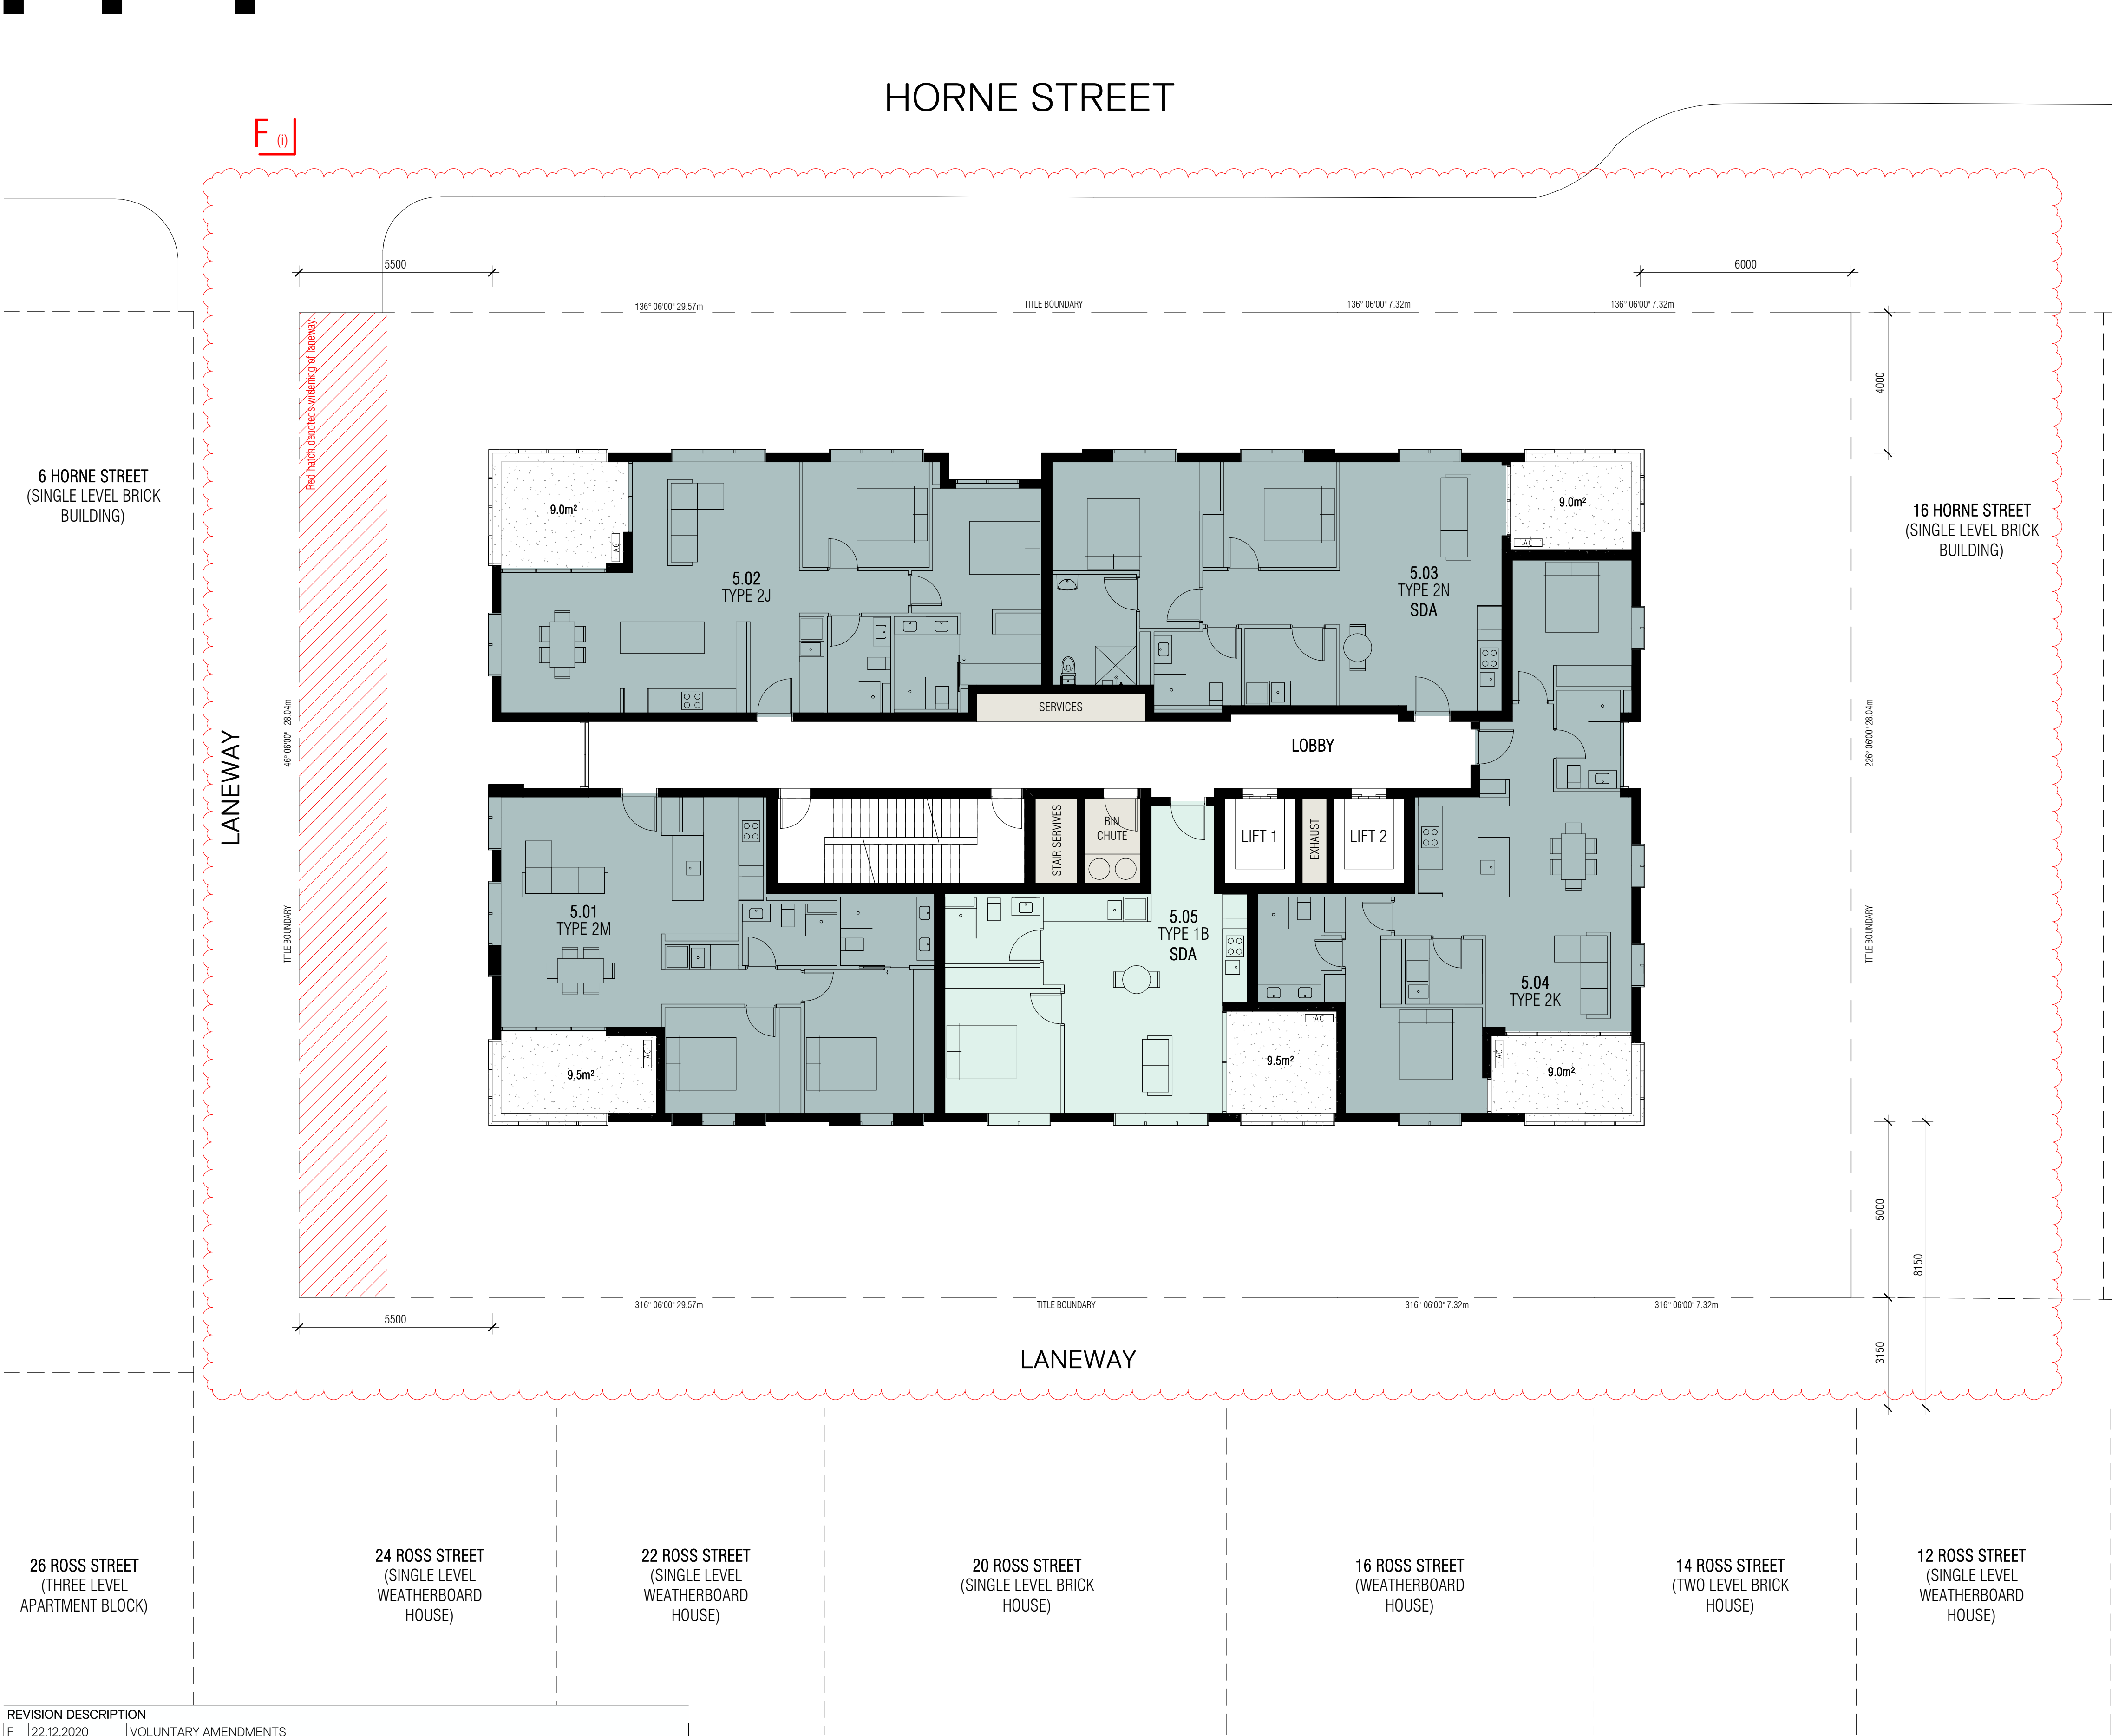 HORNE STREET
F (i)
5500
6000
136° 06'00" 29.57m
TITLE BOUNDARY
136° 06'00" 7.32m
136° 06'00" 7.32m
Red hatch denoteds widening of laneway
4000
6 HORNE STREET
(SINGLE LEVEL BRICK
BUILDING)
16 HORNE STREET
(SINGLE LEVEL BRICK
BUILDING)
9.0m²
AC
5.02
TYPE 2J
5.03
TYPE 2N
SDA
9.0m²
AC
46° 06'00" 28.04m
TITLE BOUNDARY
LANEWAY
226° 06'00" 28.04m
TITLE BOUNDARY
SERVICES
LOBBY
STAIR SERVIVES
BIN
CHUTE
LIFT 1
EXHAUST
LIFT 2
5.01
TYPE 2M
5.05
TYPE 1B
SDA
5.04
TYPE 2K
9.5m²
AC
9.5m²
AC
9.0m²
AC
5000
8150
3150
316° 06'00" 29.57m
TITLE BOUNDARY
316° 06'00" 7.32m
316° 06'00" 7.32m
5500
LANEWAY
26 ROSS STREET
(THREE LEVEL
APARTMENT BLOCK)
24 ROSS STREET
(SINGLE LEVEL
WEATHERBOARD
HOUSE)
22 ROSS STREET
(SINGLE LEVEL
WEATHERBOARD
HOUSE)
20 ROSS STREET
(SINGLE LEVEL BRICK
HOUSE)
16 ROSS STREET
(WEATHERBOARD
HOUSE)
14 ROSS STREET
(TWO LEVEL BRICK
HOUSE)
12 ROSS STREET
(SINGLE LEVEL
WEATHERBOARD
HOUSE)
REVISION DESCRIPTION
F 22.12.2020 VOLUNTARY AMENDMENTS